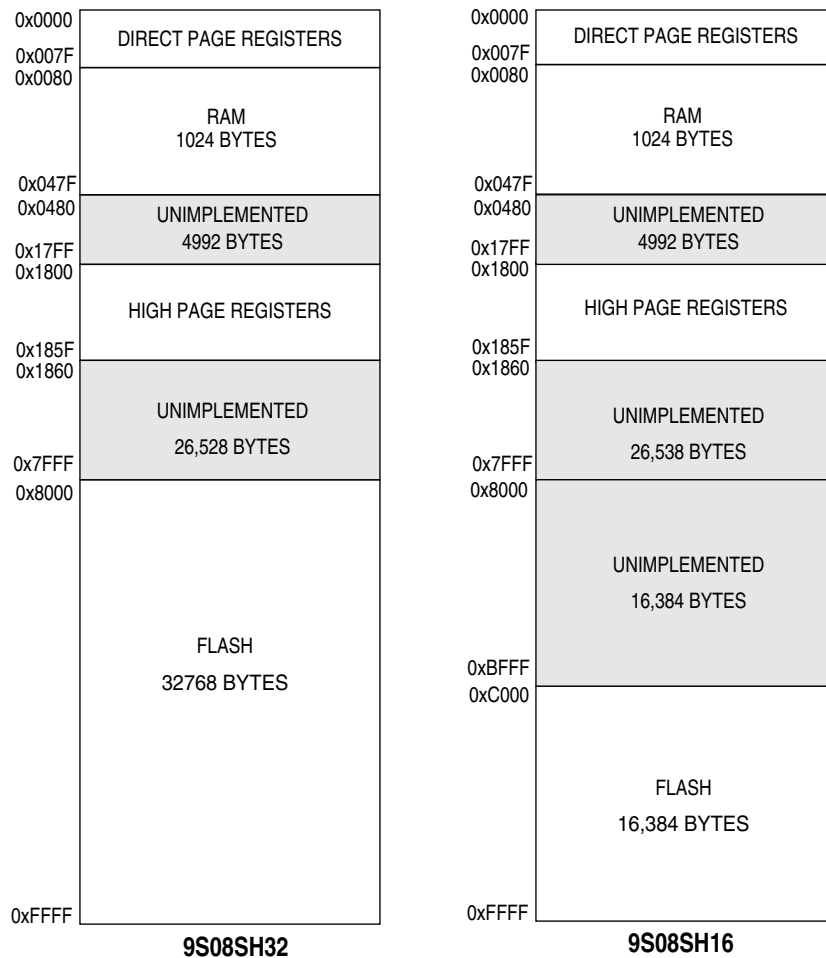 0x0000
DIRECT PAGE REGISTERS
0x007F
0x0080
RAM
1024 BYTES
0x047F
0x0480
UNIMPLEMENTED
4992 BYTES
0x17FF
0x1800
HIGH PAGE REGISTERS
0x185F
0x1860
UNIMPLEMENTED
26,528 BYTES
0x7FFF
0x8000
FLASH
32768 BYTES
0xFFFF
9S08SH32
0x0000
DIRECT PAGE REGISTERS
0x007F
0x0080
RAM
1024 BYTES
0x047F
0x0480
UNIMPLEMENTED
4992 BYTES
0x17FF
0x1800
HIGH PAGE REGISTERS
0x185F
0x1860
UNIMPLEMENTED
26,538 BYTES
0x7FFF
0x8000
UNIMPLEMENTED
16,384 BYTES
0xBFFF
0xC000
FLASH
16,384 BYTES
0xFFFF
9S08SH16